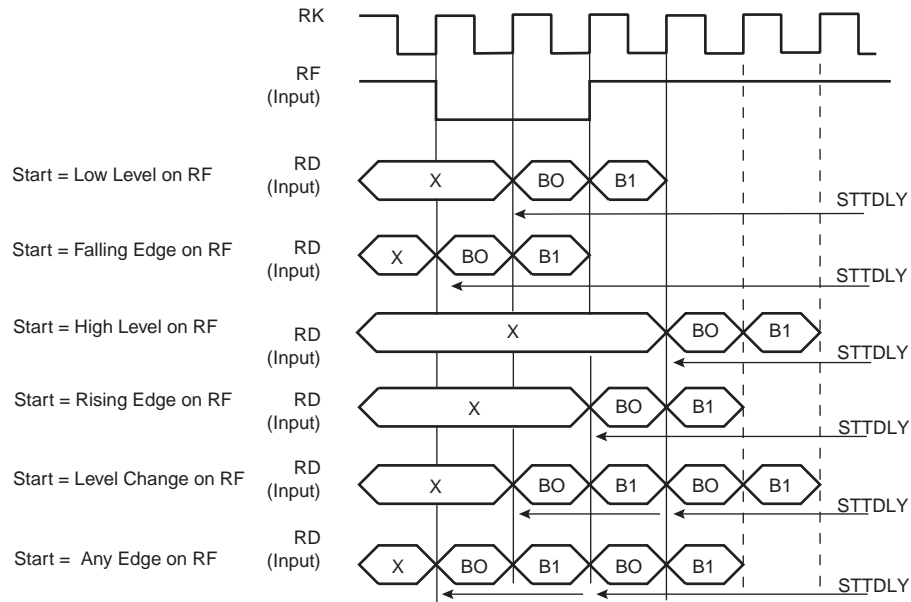 RK
RF
(Input)
Start = Low Level on RF
RD
(Input)
X
BO
B1
STTDLY
Start = Falling Edge on RF
RD
(Input)
X
BO
B1
STTDLY
Start = High Level on RF
RD
(Input)
X
BO
B1
STTDLY
Start = Rising Edge on RF
RD
(Input)
X
BO
B1
STTDLY
Start = Level Change on RF
RD
(Input)
X
BO
B1
BO
B1
STTDLY
Start = Any Edge on RF
RD
(Input)
X
BO
B1
BO
B1
STTDLY